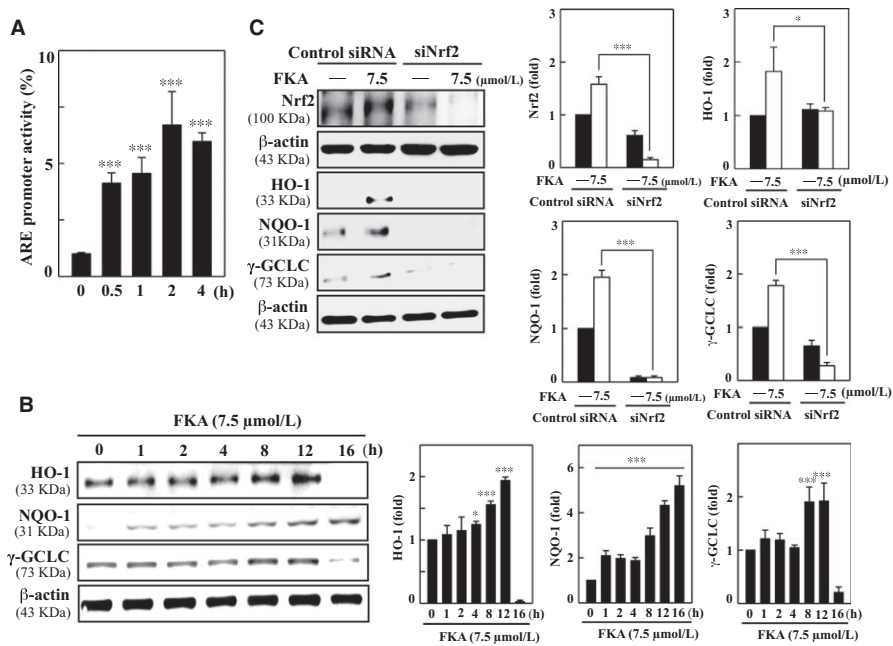 A
ARE promoter activity (%)
10
5
0
***
***
***
***
0 0.5 1 2 4 (h)
C
Control siRNA siNrf2
FKA — 7.5 — 7.5 (μmol/L)
Nrf2
(100 KDa)
β-actin
(43 KDa)
HO-1
(33 KDa)
NQO-1
(31KDa)
γ-GCLC
(73 KDa)
β-actin
(43 KDa)
Nrf2 (fold)
2
1
0
***
FKA — 7.5 — 7.5 (μmol/L)
Control siRNA siNrf2
HO-1 (fold)
2
1
0
*
FKA — 7.5 — 7.5 (μmol/L)
Control siRNA siNrf2
NQO-1 (fold)
2
1
0
***
FKA — 7.5 — 7.5 (μmol/L)
Control siRNA siNrf2
γ-GCLC (fold)
2
1
0
***
FKA — 7.5 — 7.5 (μmol/L)
Control siRNA siNrf2
B
FKA (7.5 μmol/L)
0 1 2 4 8 12 16 (h)
HO-1
(33 KDa)
NQO-1
(31 KDa)
γ-GCLC
(73 KDa)
β-actin
(43 KDa)
HO-1 (fold)
2
1
0
*
***
***
0 1 2 4 8 12 16 (h)
FKA (7.5 μmol/L)
NQO-1 (fold)
6
4
2
0
***
0 1 2 4 8 12 16 (h)
FKA (7.5 μmol/L)
γ-GCLC (fold)
2
1
0
***
***
0 1 2 4 8 12 16 (h)
FKA (7.5 μmol/L)